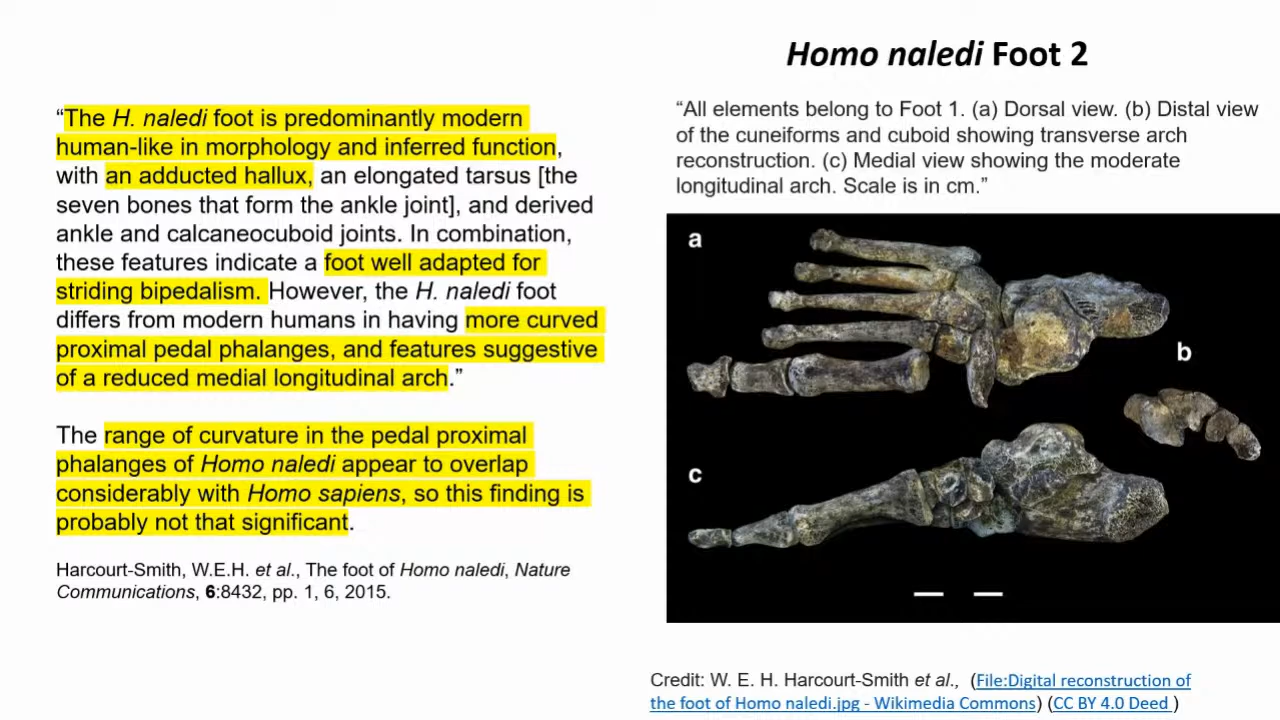 Homo naledi Foot 2
“The H. naledi foot is predominantly modern
human-like in morphology and inferred function,
with an adducted hallux, an elongated tarsus [the
seven bones that form the ankle joint], and derived
ankle and calcaneocuboid joints. In combination,
these features indicate a foot well adapted for
striding bipedalism. However, the H. naledi foot
differs from modern humans in having more curved
proximal pedal phalanges, and features suggestive
of a reduced medial longitudinal arch.”
The range of curvature in the pedal proximal
phalanges of Homo naledi appear to overlap
considerably with Homo sapiens, so this finding is
probably not that significant.
Harcourt-Smith, W.E.H. et al., The foot of Homo naledi, Nature
Communications, 6:8432, pp. 1, 6, 2015.
“All elements belong to Foot 1. (a) Dorsal view. (b) Distal view
of the cuneiforms and cuboid showing transverse arch
reconstruction. (c) Medial view showing the moderate
longitudinal arch. Scale is in cm.”
a
b
c
Credit: W. E. H. Harcourt-Smith et al., (File:Digital reconstruction of
the foot of Homo naledi.jpg - Wikimedia Commons) (CC BY 4.0 Deed )